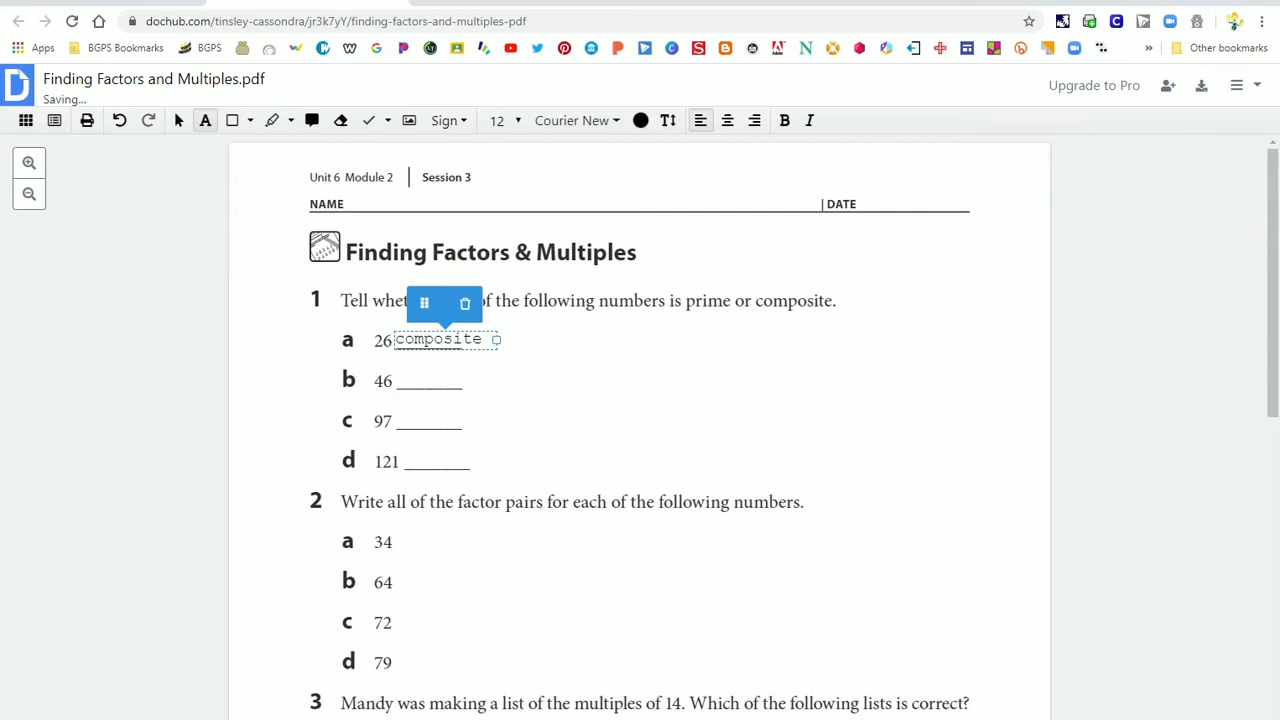 dochub.com/tinsley-cassondra/jr3k7yY/finding-factors-and-multiples-pdf
Apps BGPS Bookmarks BGPS » Other bookmarks
Finding Factors and Multiples.pdf
Saving...
Upgrade to Pro
A Sign 12 Courier New B I
Unit 6 Module 2 Session 3
NAME | DATE
Finding Factors & Multiples
1 Tell whet of the following numbers is prime or composite.
a 26 composite
b 46 _______
c 97 _______
d 121 _______
2 Write all of the factor pairs for each of the following numbers.
a 34
b 64
c 72
d 79
3 Mandy was making a list of the multiples of 14. Which of the following lists is correct?